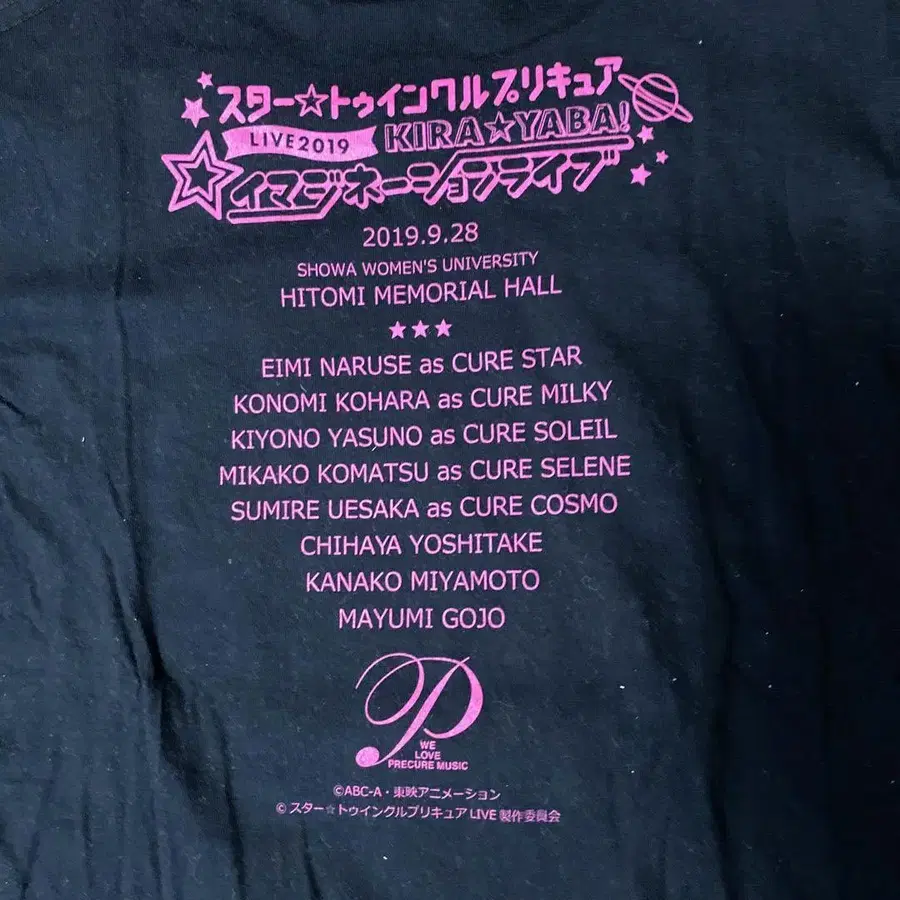 スター☆トゥインクルプリキュア
LIVE2019 KIRA☆YABA!
イマジネーションライブ
2019.9.28
SHOWA WOMEN'S UNIVERSITY
HITOMI MEMORIAL HALL
★★★
EIMI NARUSE as CURE STAR
KONOMI KOHARA as CURE MILKY
KIYONO YASUNO as CURE SOLEIL
MIKAKO KOMATSU as CURE SELENE
SUMIRE UESAKA as CURE COSMO
CHIHAYA YOSHITAKE
KANAKO MIYAMOTO
MAYUMI GOJO
P
WE
LOVE
PRECURE MUSIC
©ABC-A・東映アニメーション
© スター☆トゥインクルプリキュア LIVE 製作委員会